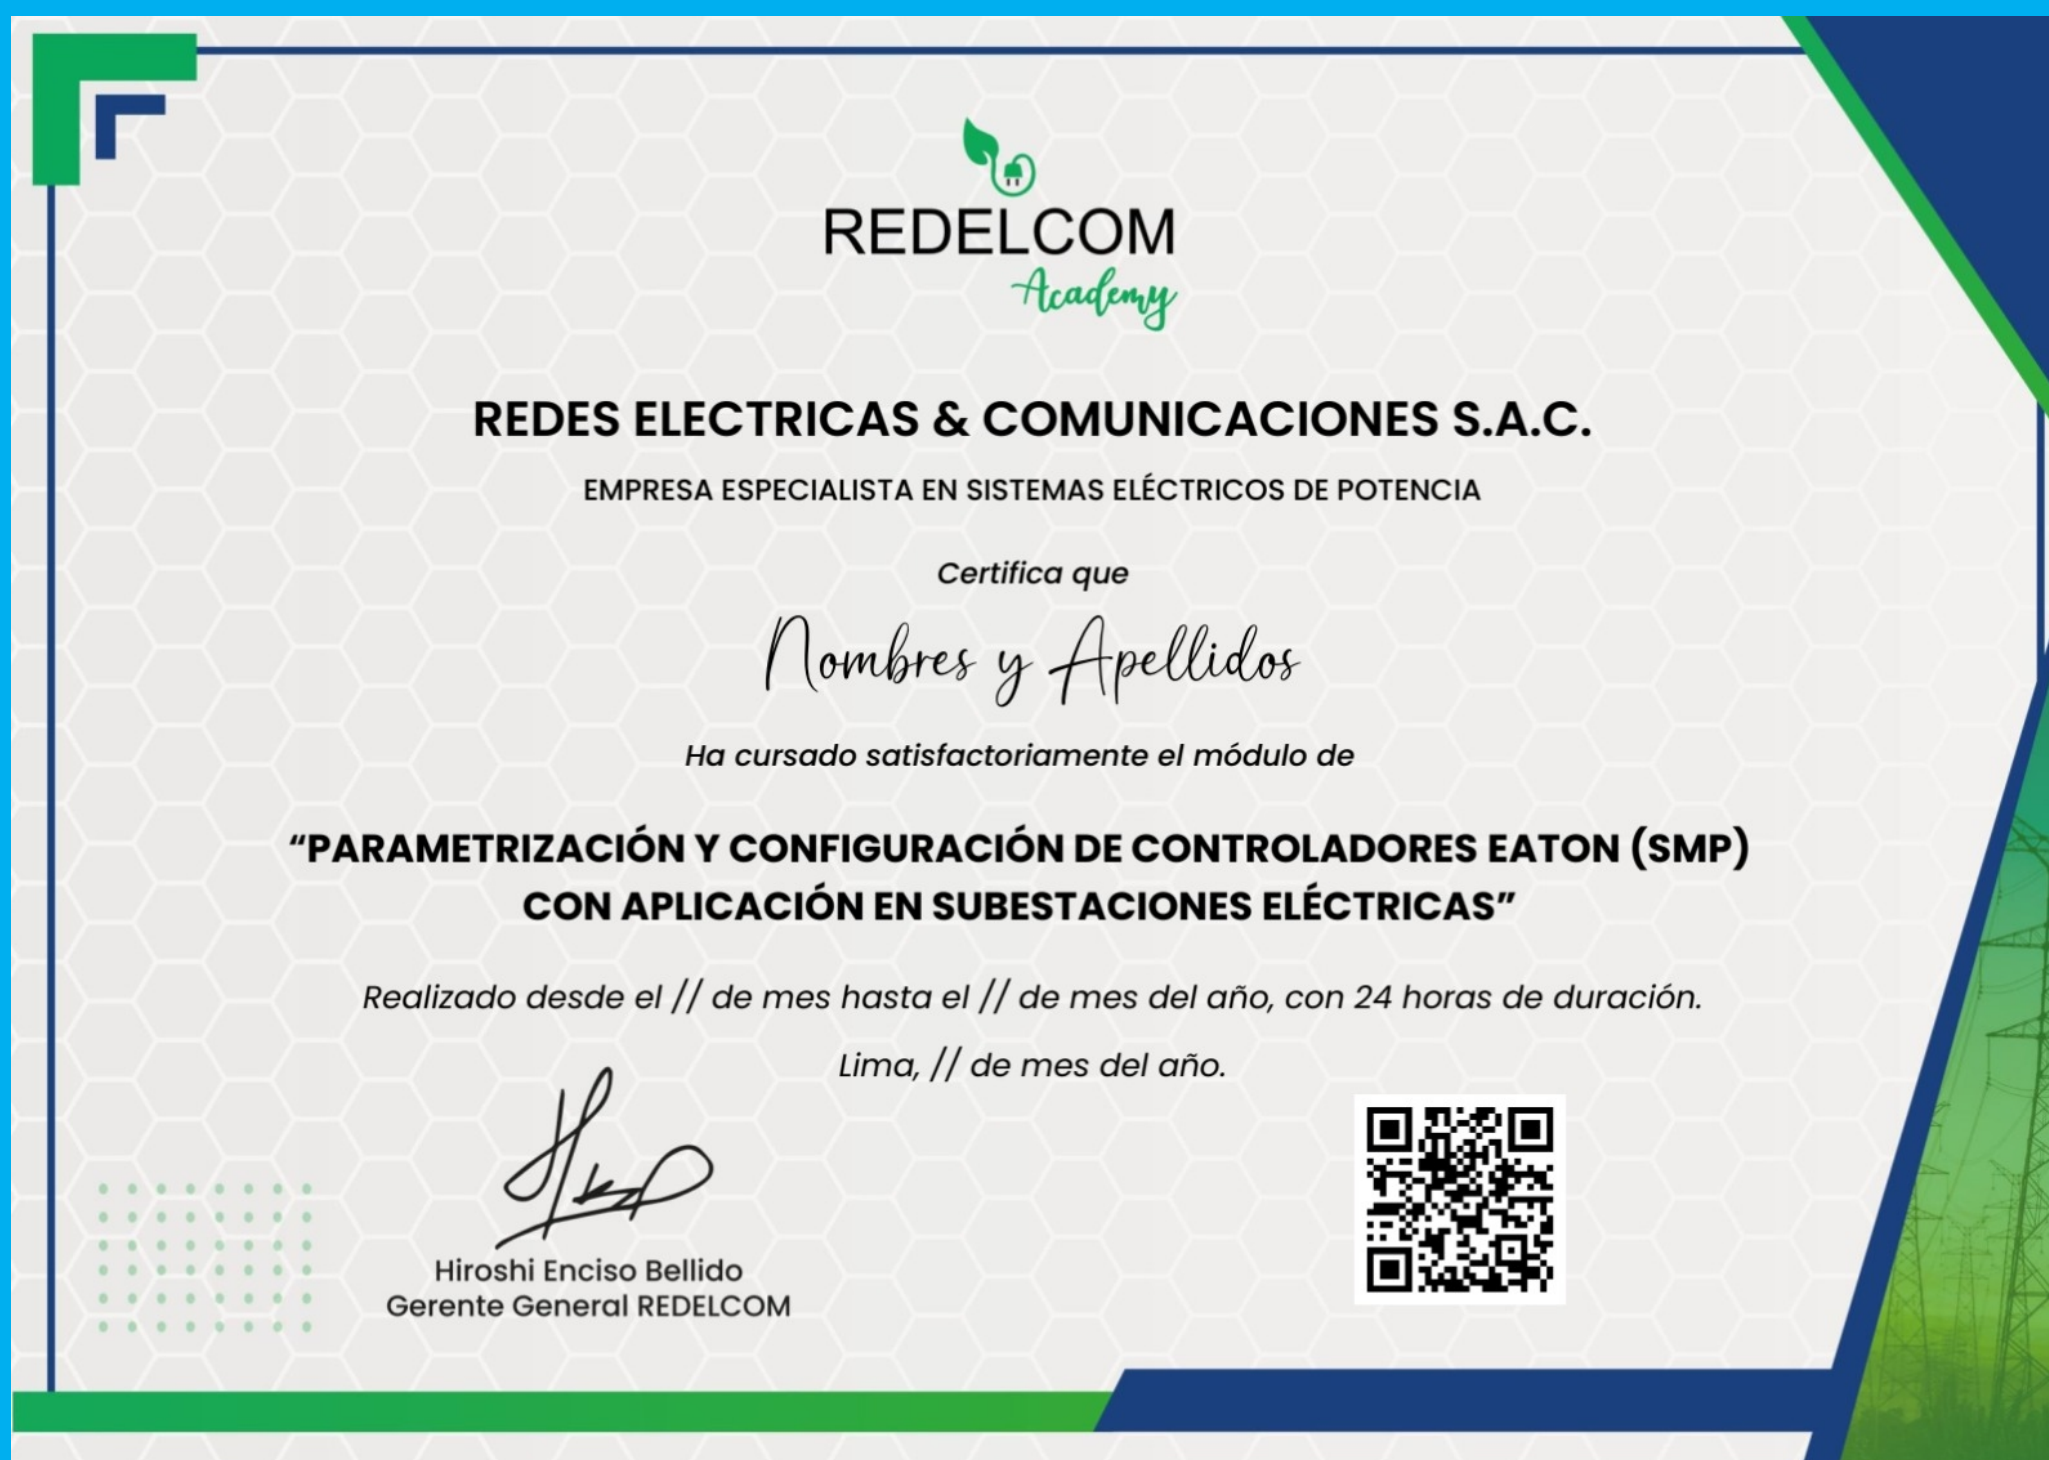 REDELCOM
Academy
REDES ELECTRICAS & COMUNICACIONES S.A.C.
EMPRESA ESPECIALISTA EN SISTEMAS ELÉCTRICOS DE POTENCIA
Certifica que
Nombres y Apellidos
Ha cursado satisfactoriamente el módulo de
“PARAMETRIZACIÓN Y CONFIGURACIÓN DE CONTROLADORES EATON (SMP)
CON APLICACIÓN EN SUBESTACIONES ELÉCTRICAS”
Realizado desde el // de mes hasta el // de mes del año, con 24 horas de duración.
Lima, // de mes del año.
Hiroshi Enciso Bellido
Gerente General REDELCOM